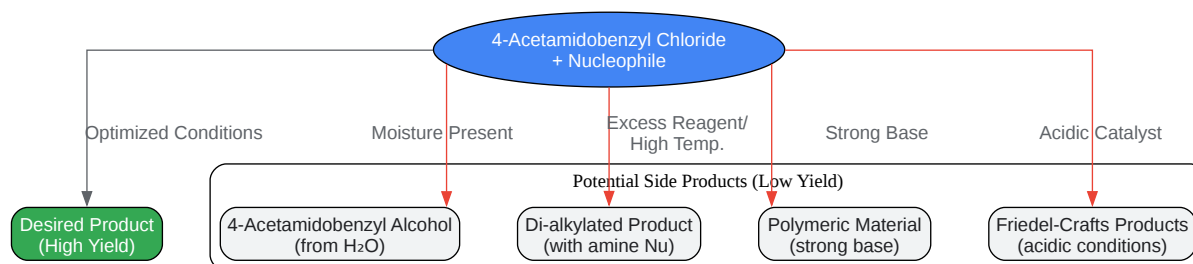 4-Acetamidobenzyl Chloride
+ Nucleophile
Optimized Conditions
Moisture Present
Excess Reagent/
High Temp.
Strong Base
Acidic Catalyst
Potential Side Products (Low Yield)
Desired Product
(High Yield)
4-Acetamidobenzyl Alcohol
(from H₂O)
Di-alkylated Product
(with amine Nu)
Polymeric Material
(strong base)
Friedel-Crafts Products
(acidic conditions)